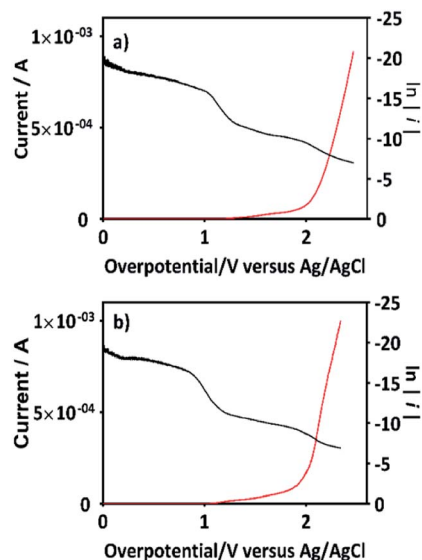 a)
1×10⁻⁰³
5×10⁻⁰⁴
0
Current / A
-25
-20
-15
-10
-5
0
ln | i |
0 1 2
Overpotential/V versus Ag/AgCl
b)
1×10⁻⁰³
5×10⁻⁰⁴
0
Current / A
-25
-20
-15
-10
-5
0
ln | i |
0 1 2
Overpotential/V versus Ag/AgCl